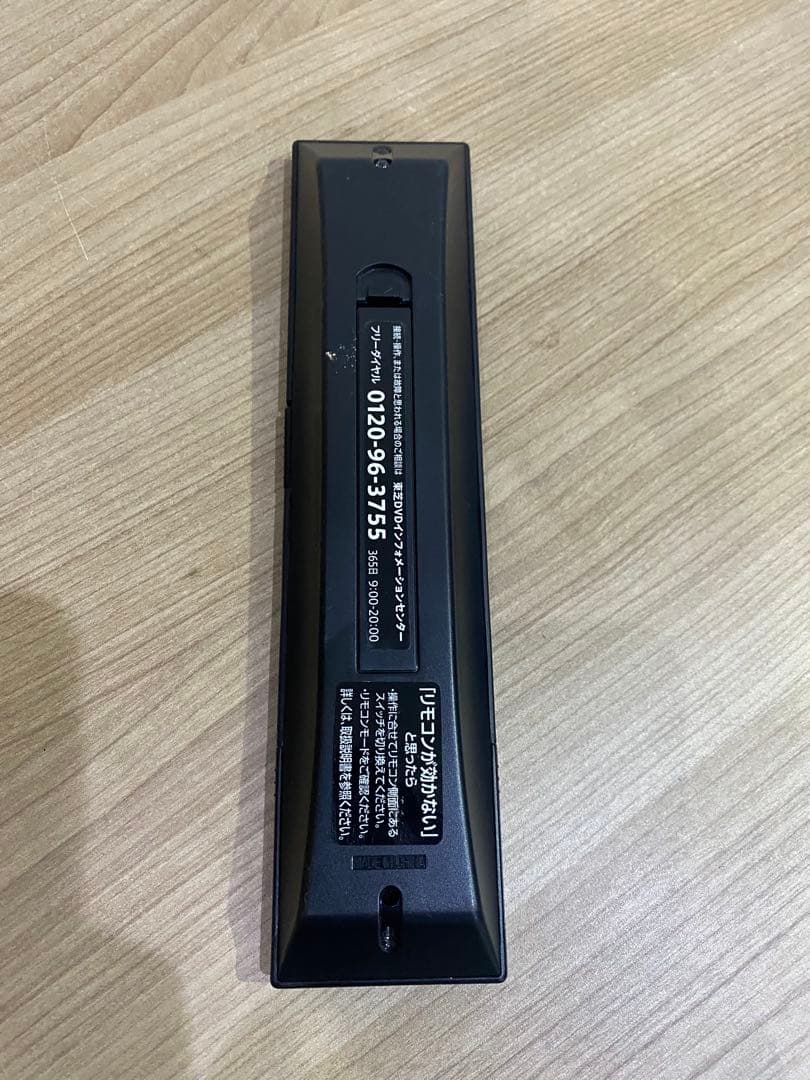 接続・操作、または故障と思われる場合のご相談は 東芝DVDインフォメーションセンター
フリーダイヤル 0120-96-3755 365日 9:00-20:00
「リモコンが効かない」
と思ったら
・操作に合せてリモコン側面にある
スイッチを切り換えてください。
・リモコンモードをご確認ください。
詳しくは、取扱説明書を参照ください。